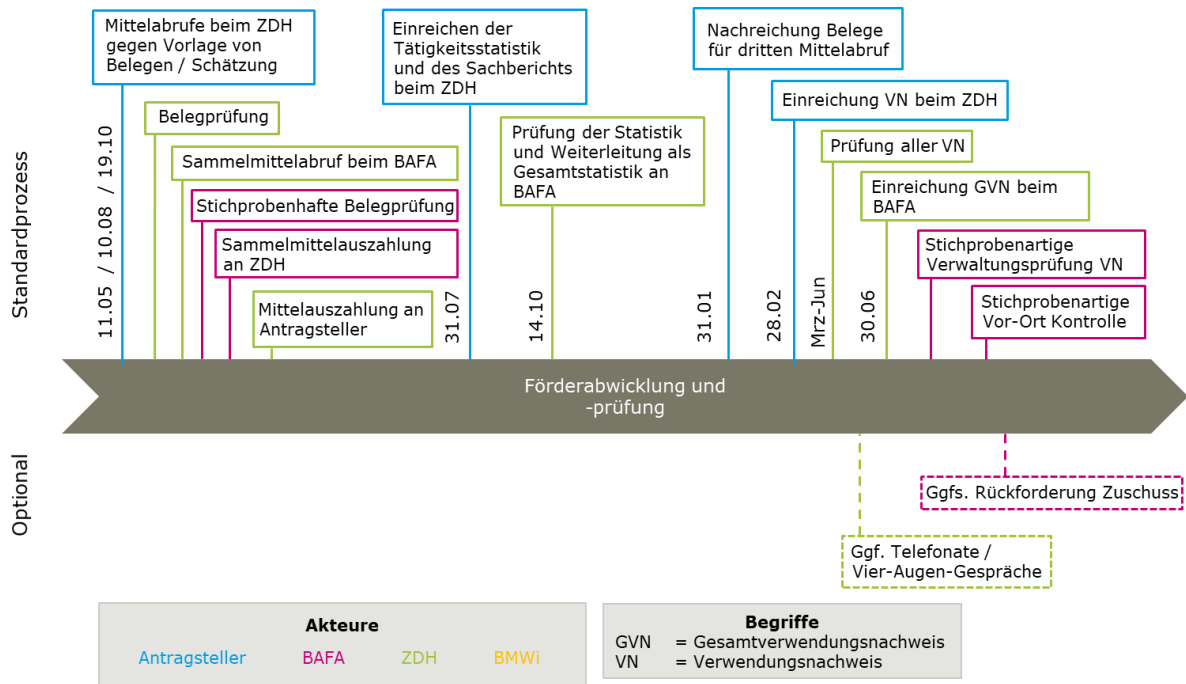 Mittelabrufe beim ZDH
gegen Vorlage von
Belegen / Schätzung
Einreichen der
Tätigkeitsstatistik
und des Sachberichts
beim ZDH
Nachreichung Belege
für dritten Mittelabruf
Einreichung VN beim ZDH
Belegprüfung
Prüfung der Statistik
und Weiterleitung als
Gesamtstatistik an
BAFA
Prüfung aller VN
Sammelmittelabruf beim BAFA
Einreichung GVN beim
BAFA
Stichprobenhafte Belegprüfung
Sammelmittelauszahlung
an ZDH
Stichprobenartige
Verwaltungsprüfung VN
Mittelauszahlung an
Antragsteller
Stichprobenartige
Vor-Ort Kontrolle
Standardprozess
11.05 / 10.08 / 19.10
31.07
14.10
31.01
28.02
Mrz-Jun
30.06
Förderabwicklung und
-prüfung
Optional
Ggfs. Rückforderung Zuschuss
Ggf. Telefonate /
Vier-Augen-Gespräche
Akteure
Antragsteller BAFA ZDH BMWi
Begriffe
GVN = Gesamtverwendungsnachweis
VN = Verwendungsnachweis